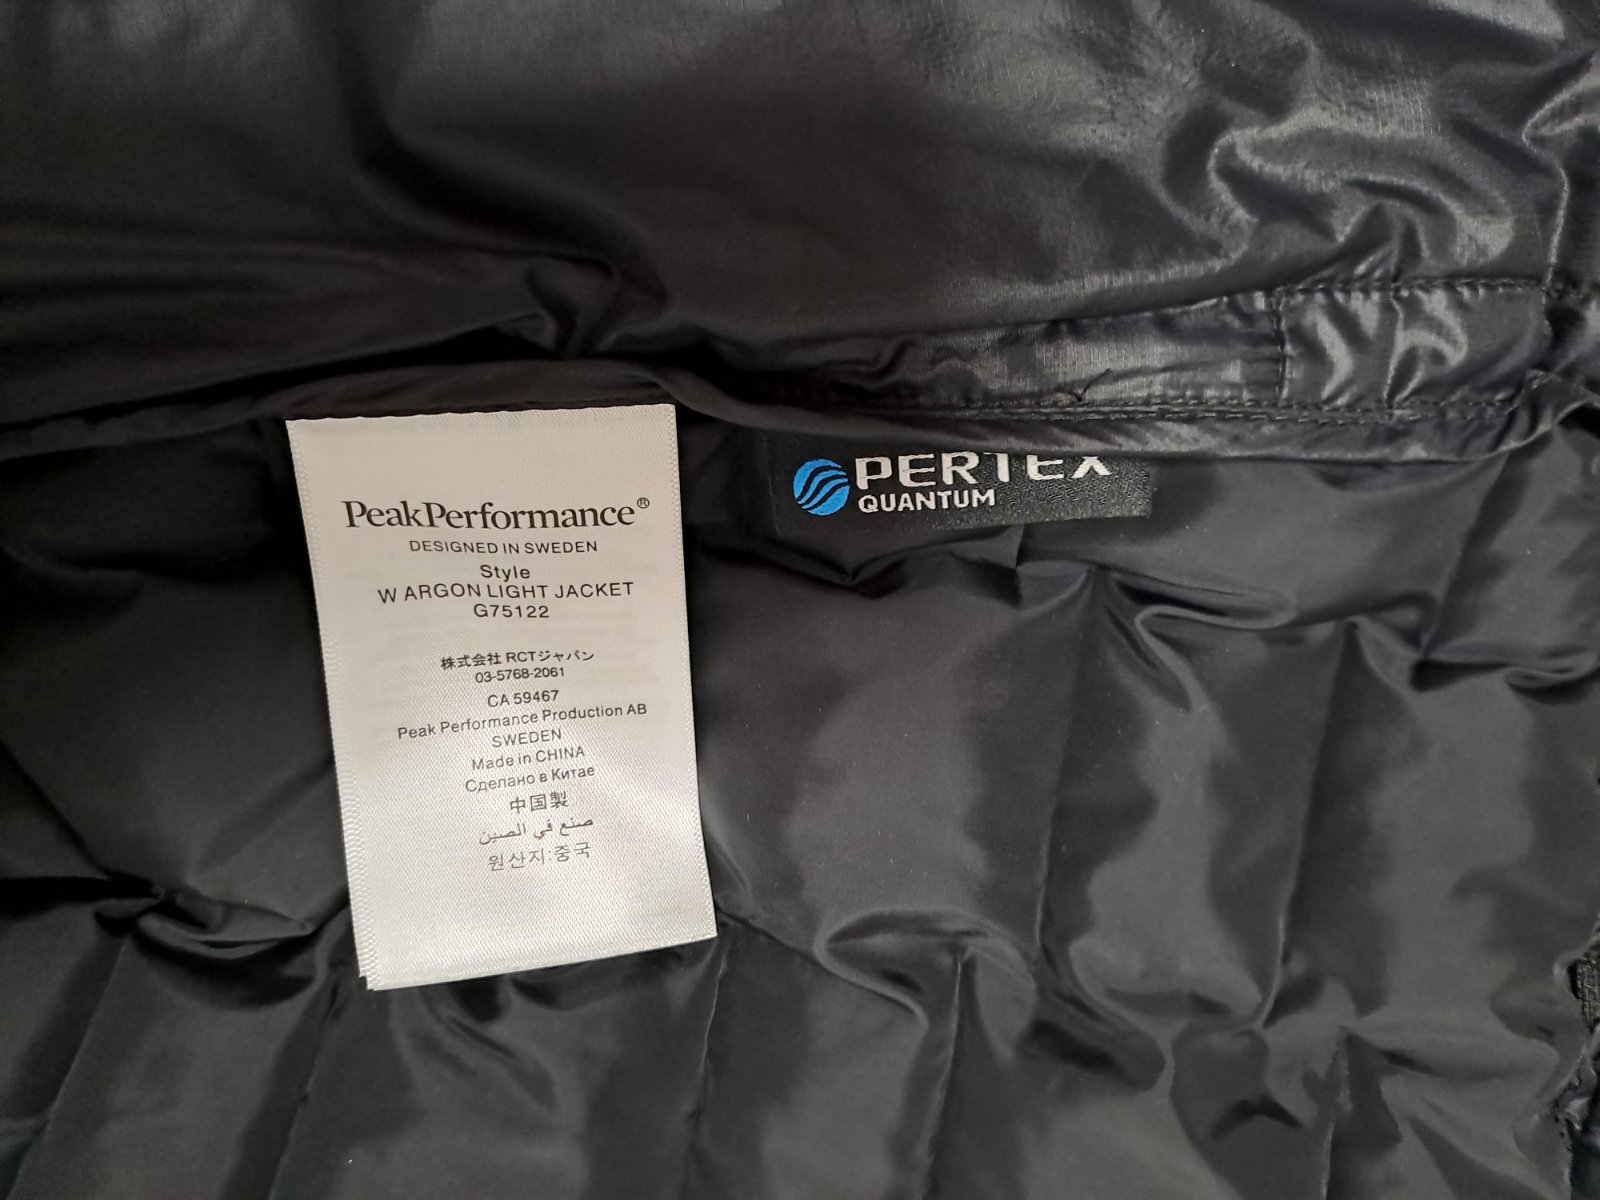 PeakPerformance®
DESIGNED IN SWEDEN
Style
W ARGON LIGHT JACKET
G75122
株式会社 RCTジャパン
03-5768-2061
CA 59467
Peak Performance Production AB
SWEDEN
Made in CHINA
Сделано в Китае
中国製
صنع في الصين
원산지:중국
PERTEX
QUANTUM